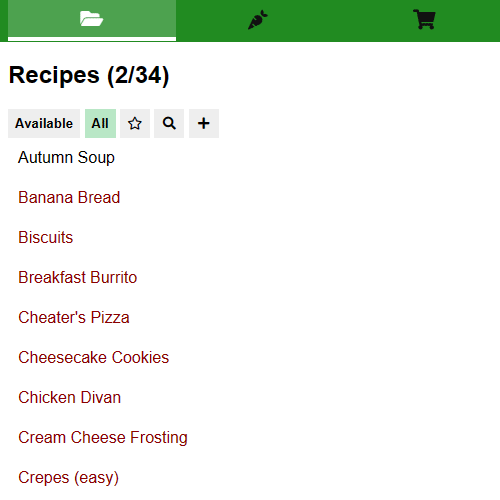 Recipes (2/34)
Available All
Autumn Soup
Banana Bread
Biscuits
Breakfast Burrito
Cheater's Pizza
Cheesecake Cookies
Chicken Divan
Cream Cheese Frosting
Crepes (easy)